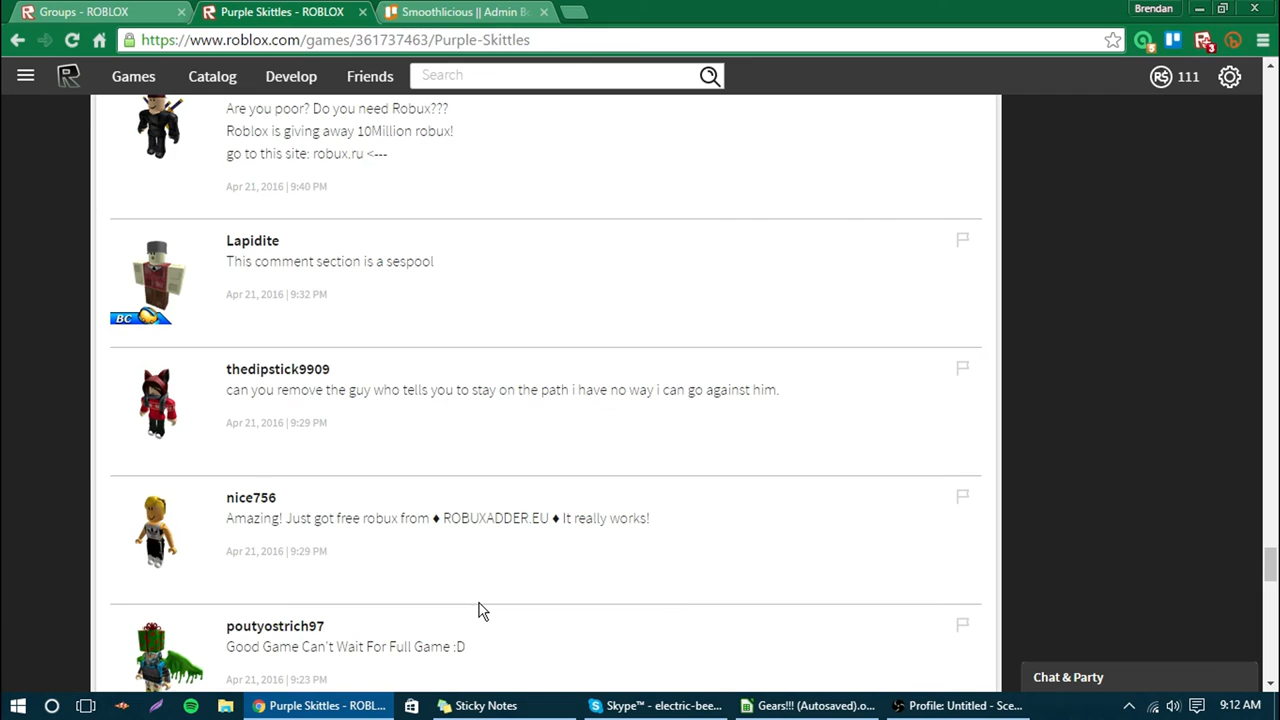 Groups - ROBLOX
Purple Skittles - ROBLOX
Smoothlicious || Admin B
Brendan
https://www.roblox.com/games/361737463/Purple-Skittles
5
3
Games
Catalog
Develop
Friends
Search
R$ 111
Are you poor? Do you need Robux???
Roblox is giving away 10Million robux!
go to this site: robux.ru <---
Apr 21, 2016 | 9:40 PM
Lapidite
This comment section is a sespool
Apr 21, 2016 | 9:32 PM
BC
thedipstick9909
can you remove the guy who tells you to stay on the path i have no way i can go against him.
Apr 21, 2016 | 9:29 PM
nice756
Amazing! Just got free robux from ♦ ROBUXADDER.EU ♦ It really works!
Apr 21, 2016 | 9:29 PM
poutyostrich97
Good Game Can't Wait For Full Game :D
Apr 21, 2016 | 9:23 PM
Chat & Party
Purple Skittles - ROBL...
Sticky Notes
Skype™ - electric-bee...
Gears!!! (Autosaved).o...
Profile: Untitled - Sce...
9:12 AM